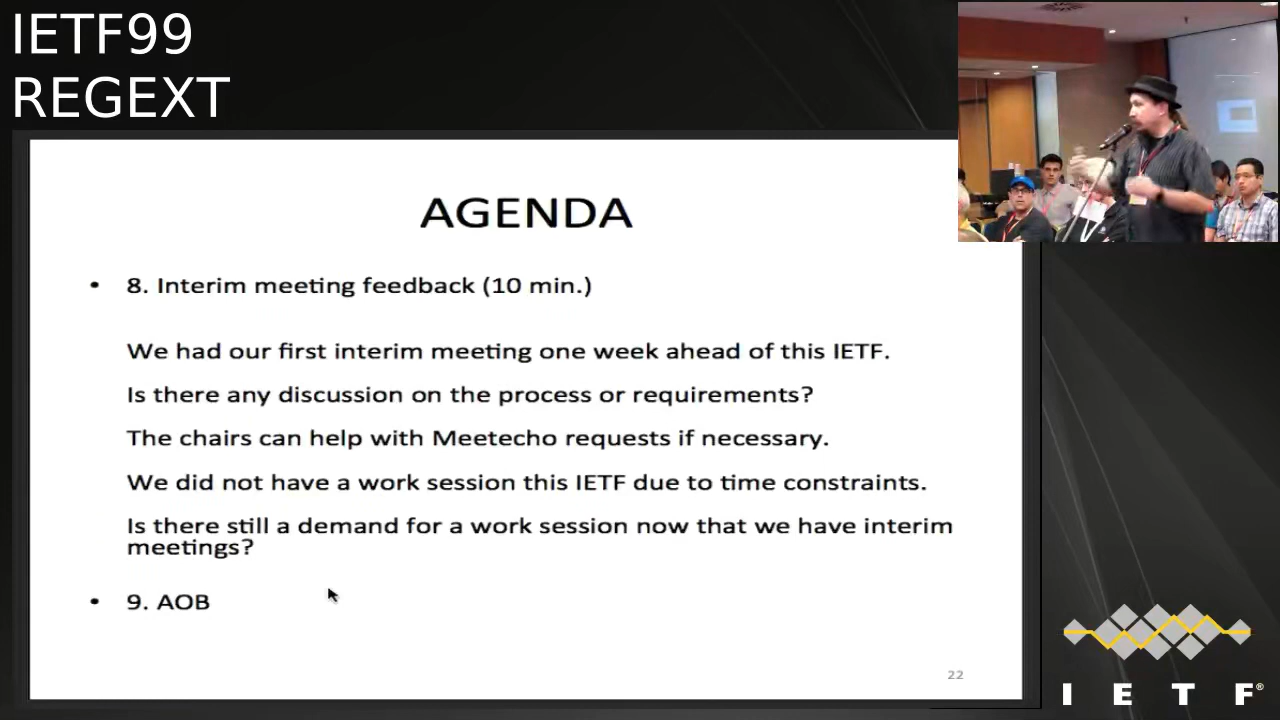 IETF99
REGEXT
AGENDA
• 8. Interim meeting feedback (10 min.)
We had our first interim meeting one week ahead of this IETF.
Is there any discussion on the process or requirements?
The chairs can help with Meetecho requests if necessary.
We did not have a work session this IETF due to time constraints.
Is there still a demand for a work session now that we have interim
meetings?
• 9. AOB
22
I E T F®